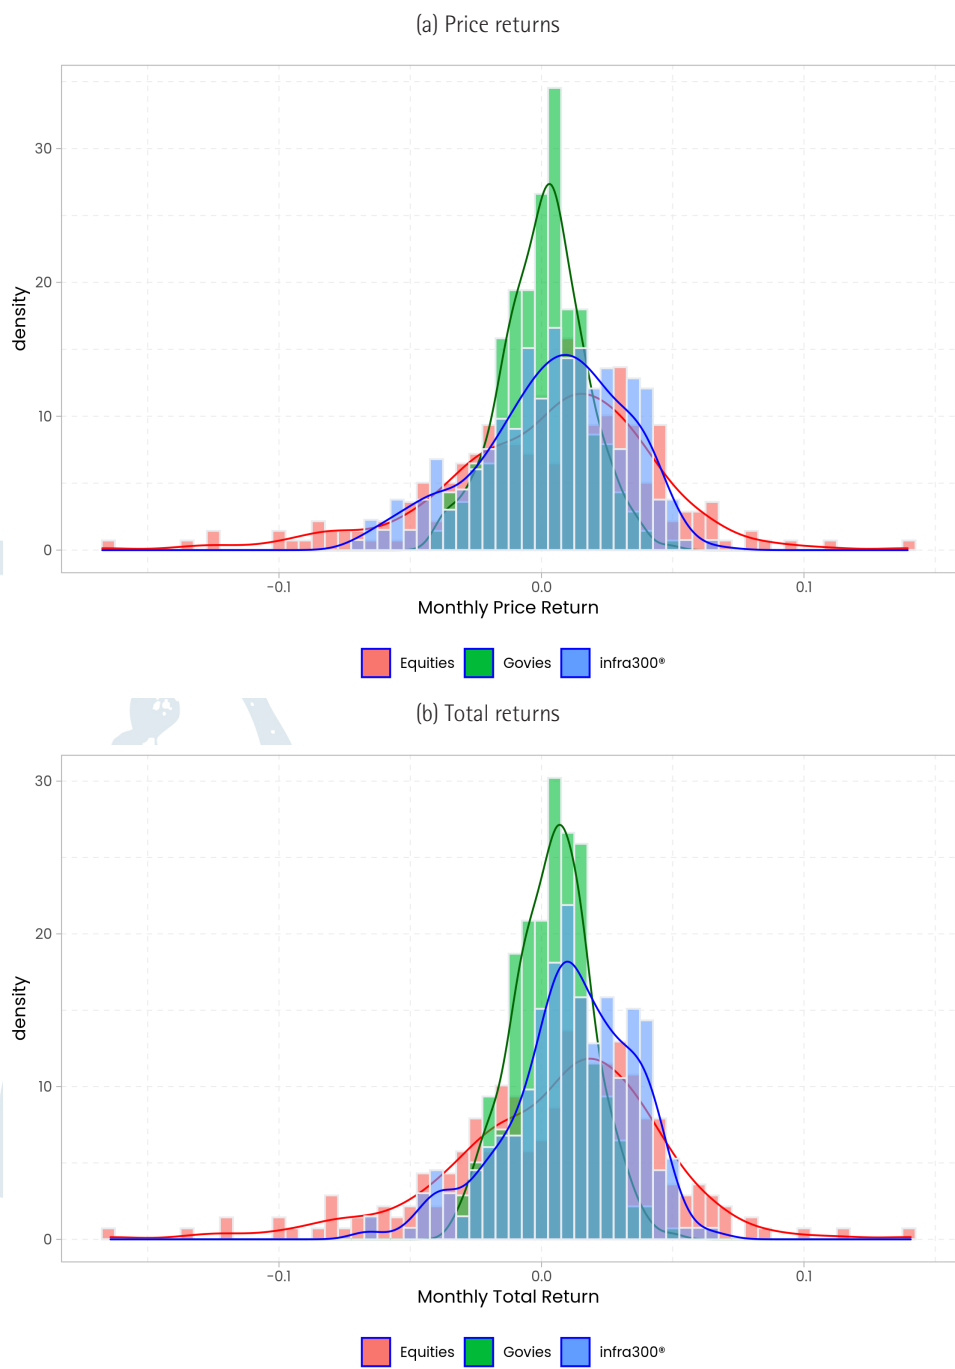 (a) Price returns
30
20
10
0
density
-0.1 0.0 0.1
Monthly Price Return
Equities Govies infra300®
(b) Total returns
30
20
10
0
density
-0.1 0.0 0.1
Monthly Total Return
Equities Govies infra300®